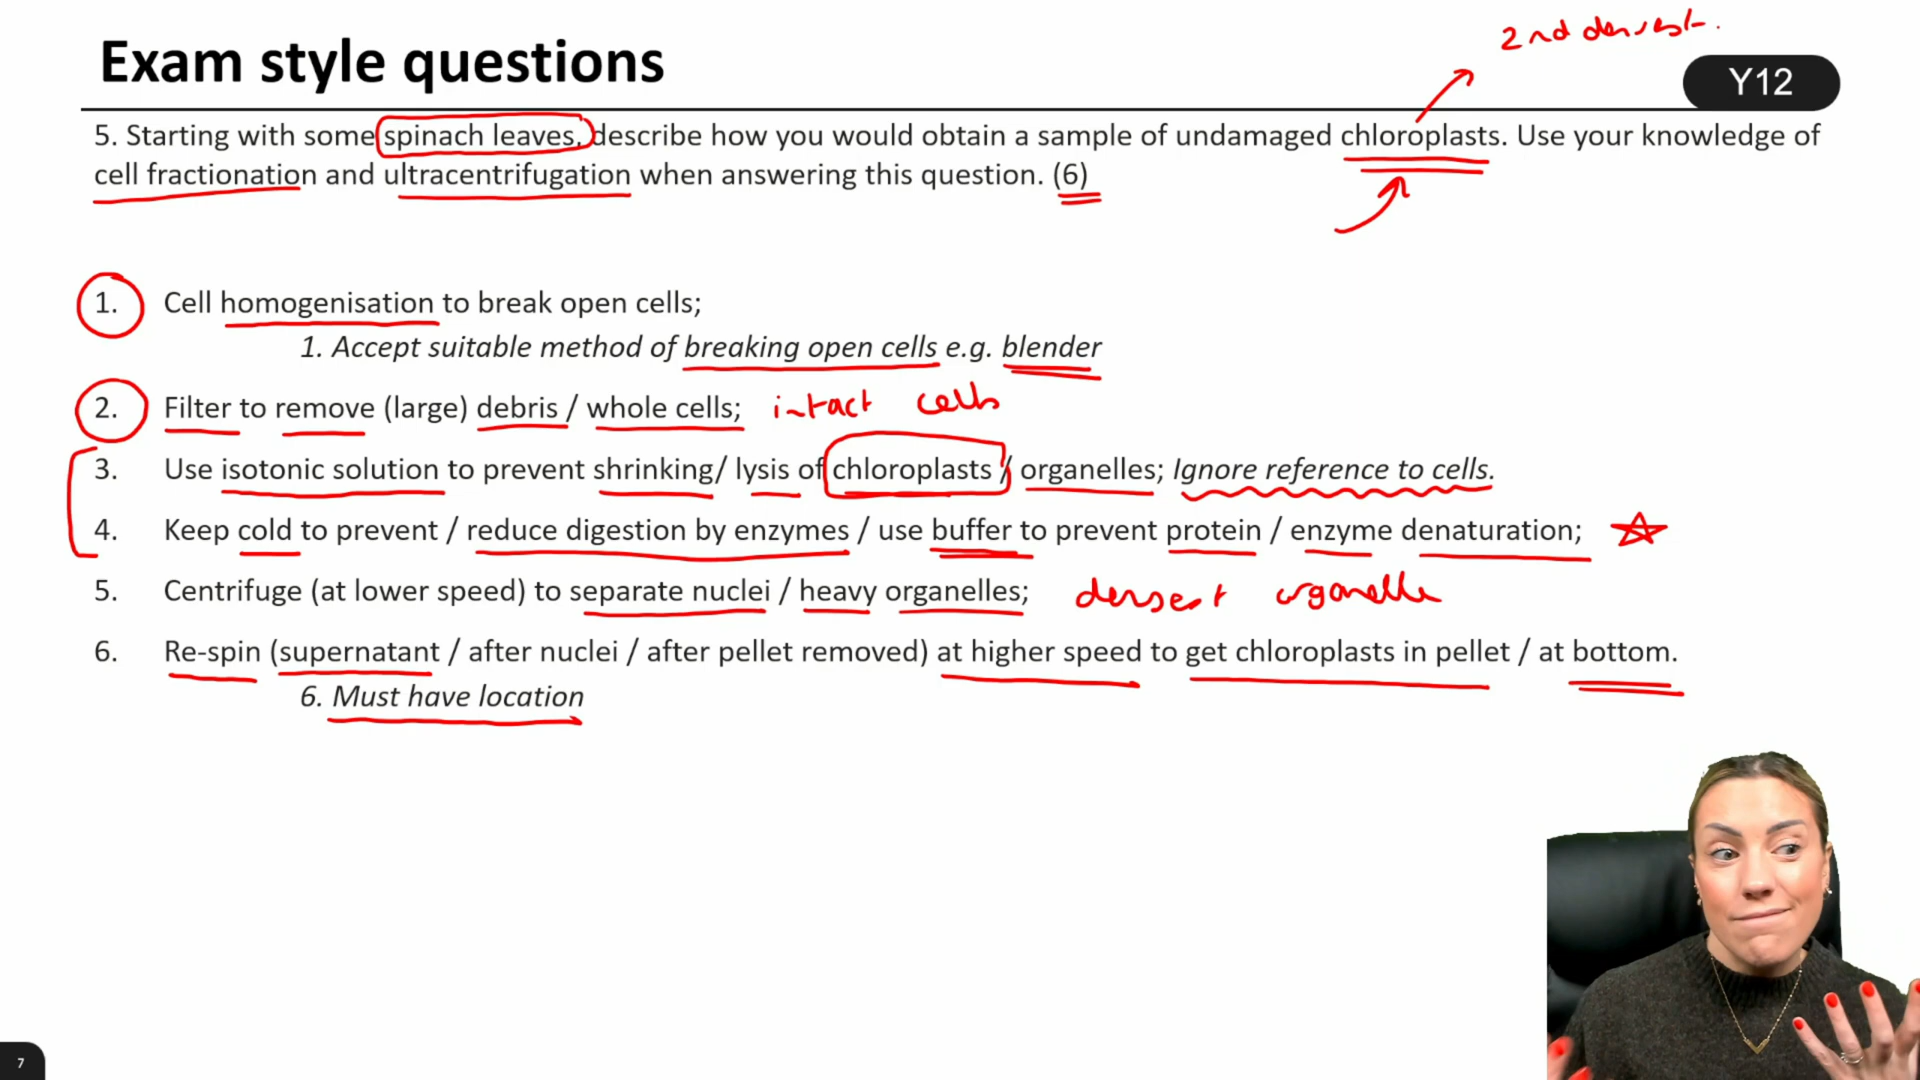 2nd densest.
Exam style questions
Y12
5. Starting with some spinach leaves, describe how you would obtain a sample of undamaged chloroplasts. Use your knowledge of
cell fractionation and ultracentrifugation when answering this question. (6)
1. Cell homogenisation to break open cells;
1. Accept suitable method of breaking open cells e.g. blender
2. Filter to remove (large) debris / whole cells; intact cells
3. Use isotonic solution to prevent shrinking/ lysis of chloroplasts / organelles; Ignore reference to cells.
4. Keep cold to prevent / reduce digestion by enzymes / use buffer to prevent protein / enzyme denaturation;
5. Centrifuge (at lower speed) to separate nuclei / heavy organelles; densest organelle
6. Re-spin (supernatant / after nuclei / after pellet removed) at higher speed to get chloroplasts in pellet / at bottom.
6. Must have location
7